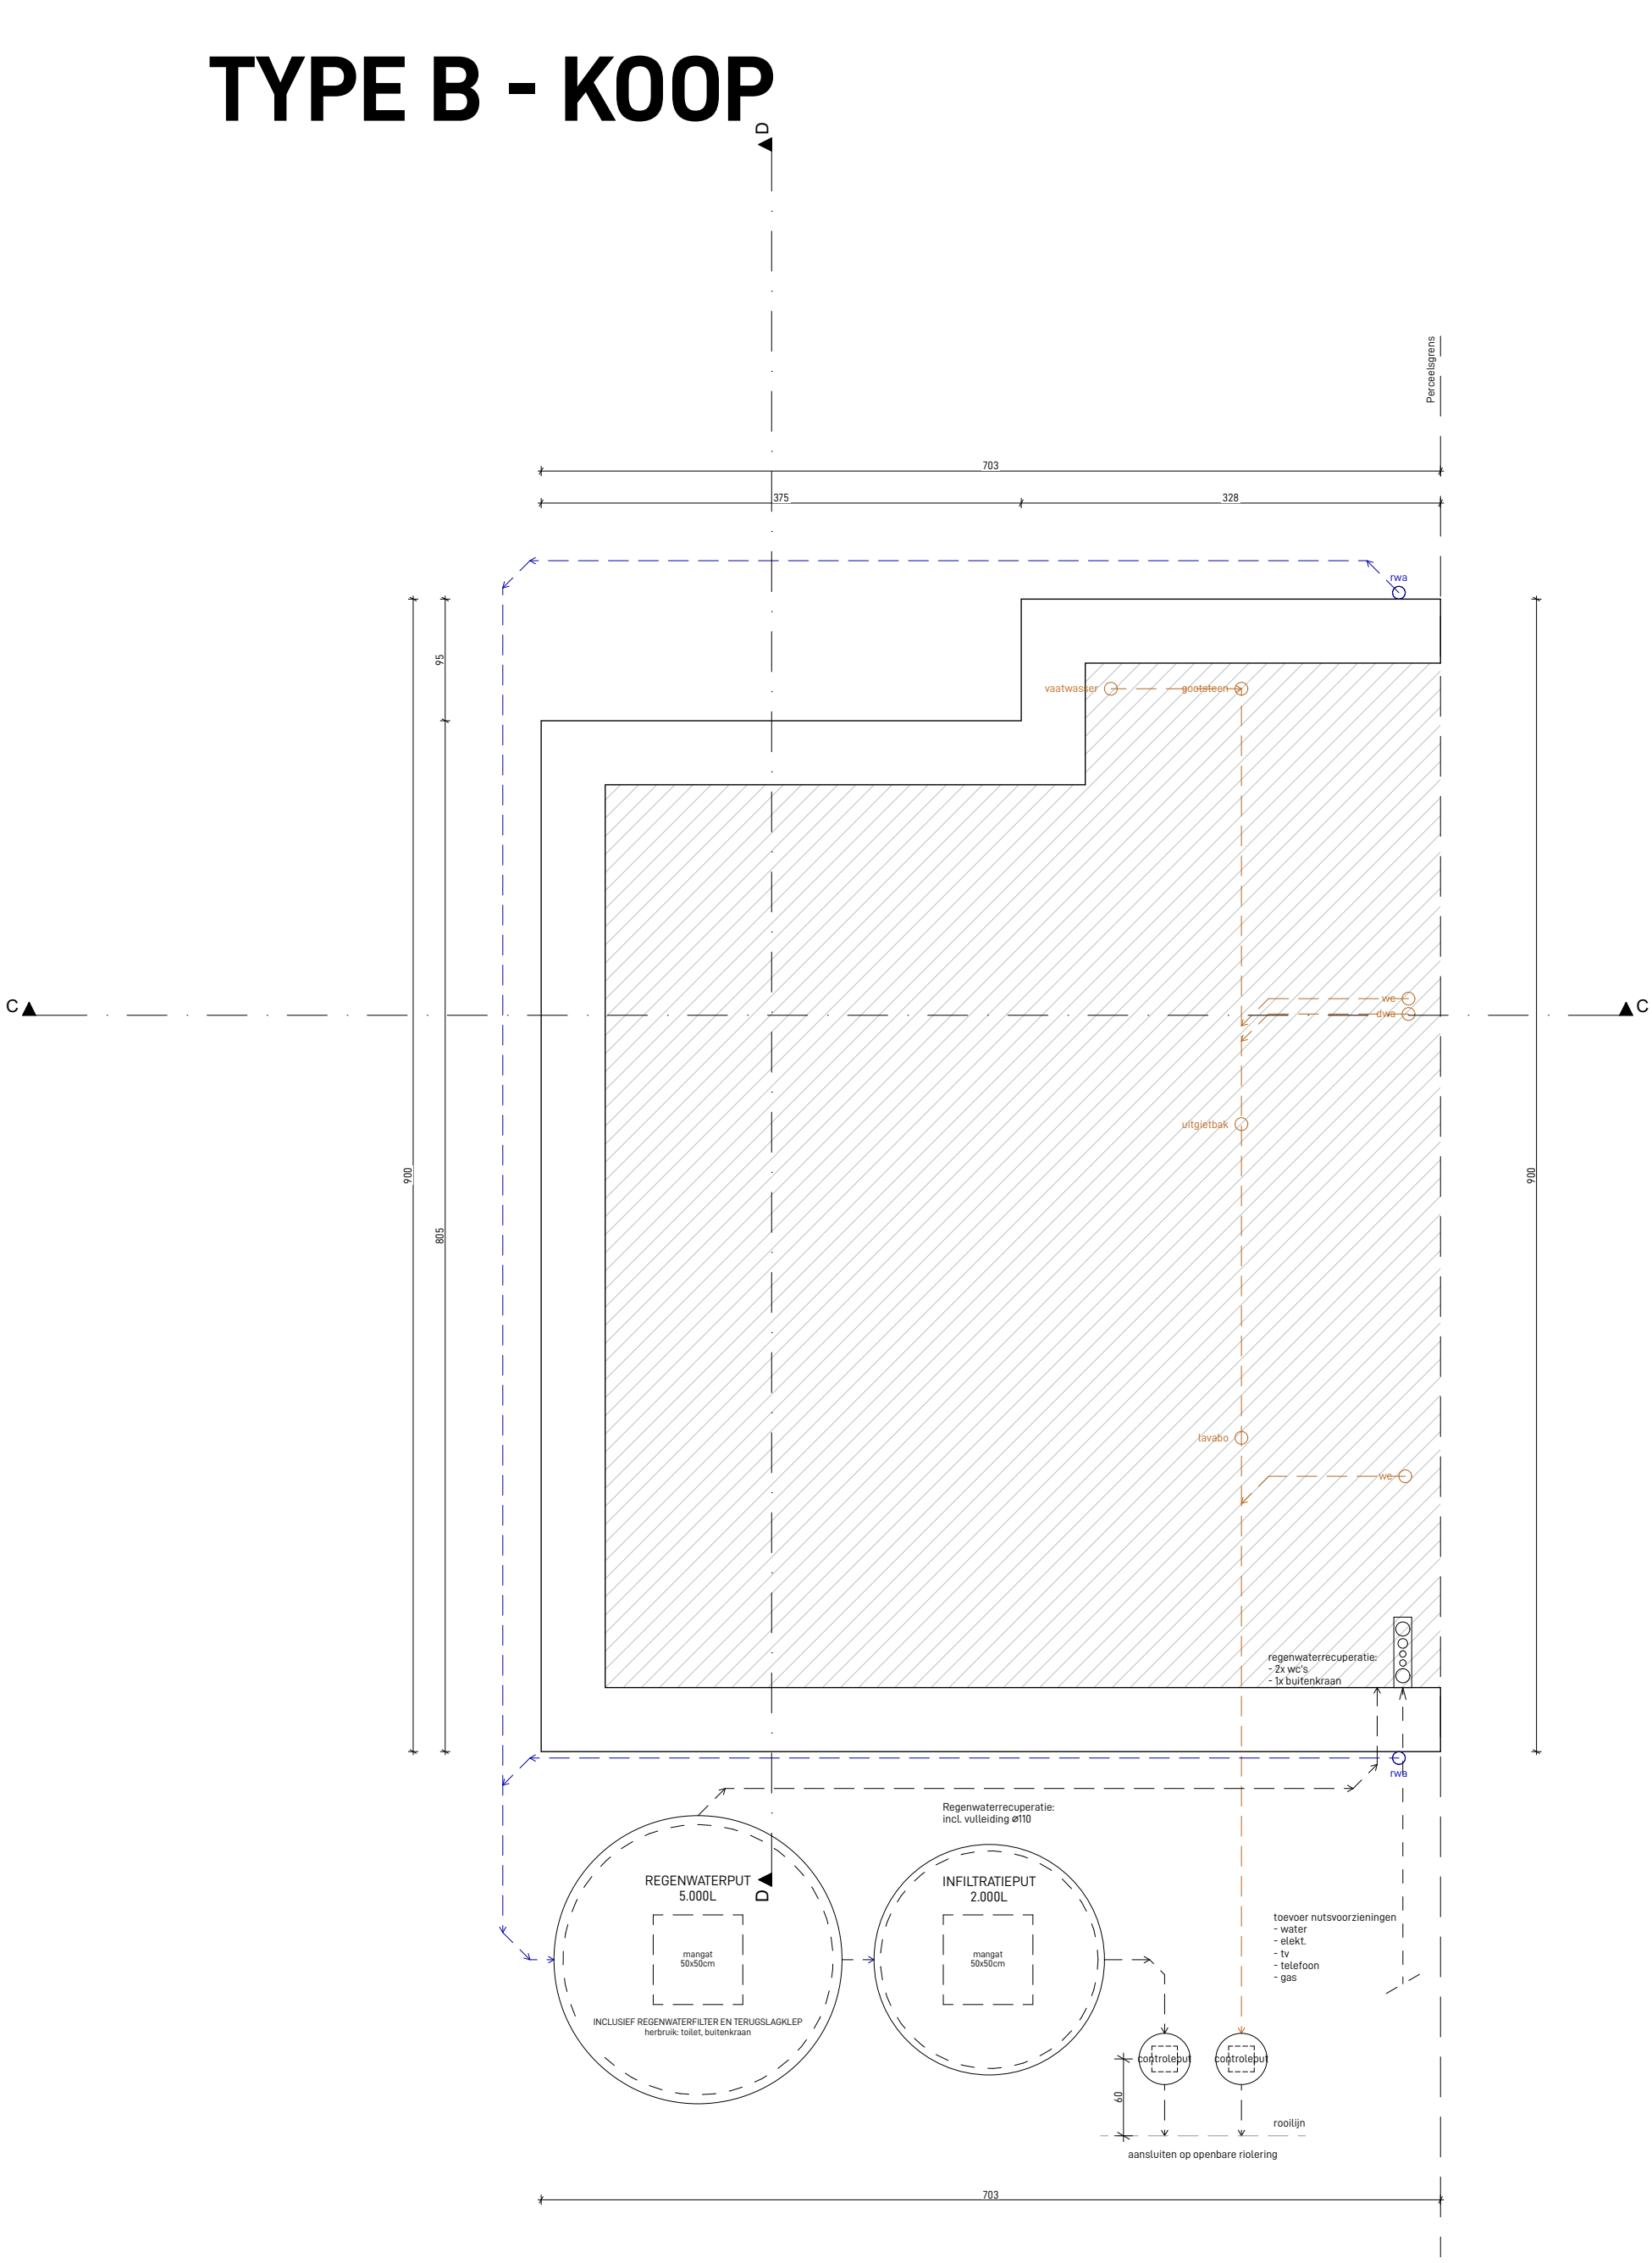 TYPE B - KOOP
D
Perceelsgrens
703
375
328
rwa
95
vaatwasser
gootsteen
C
wc
dwa
C
uitgietbak
900
900
805
lavabo
wc
regenwaterrecuperatie:
- 2x wc's
- 1x buitenkraan
rwa
Regenwaterrecuperatie:
incl. vulleiding ⌀110
REGENWATERPUT
5.000L
D
INFILTRATIEPUT
2.000L
mangat
50x50cm
mangat
50x50cm
toevoer nutsvoorzieningen
- water
- elekt.
- tv
- telefoon
- gas
INCLUSIEF REGENWATERFILTER EN TERUGSLAGKLEP
herbruik: toilet, buitenkraan
controleput
controleput
60
rooilijn
aansluiten op openbare riolering
703